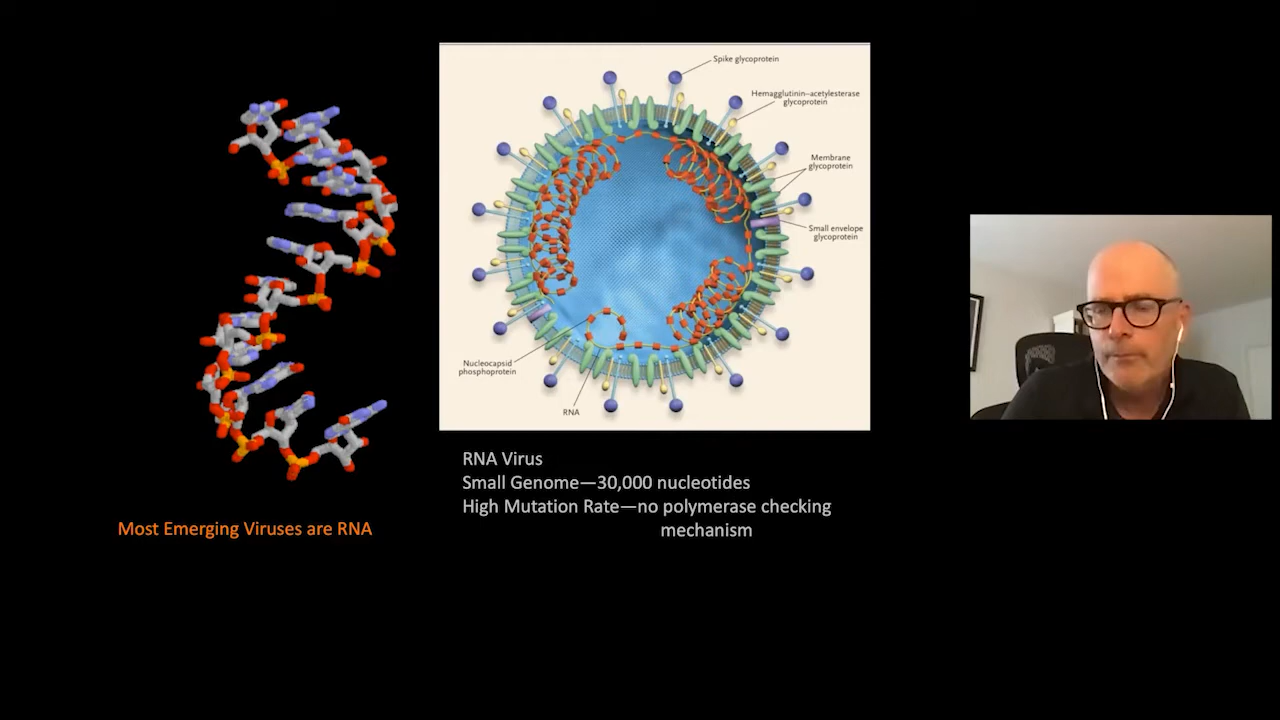 Spike glycoprotein
Hemagglutinin–acetylesterase
glycoprotein
Membrane
glycoprotein
Small envelope
glycoprotein
Nucleocapsid
phosphoprotein
RNA
RNA Virus
Small Genome—30,000 nucleotides
High Mutation Rate—no polymerase checking
mechanism
Most Emerging Viruses are RNA